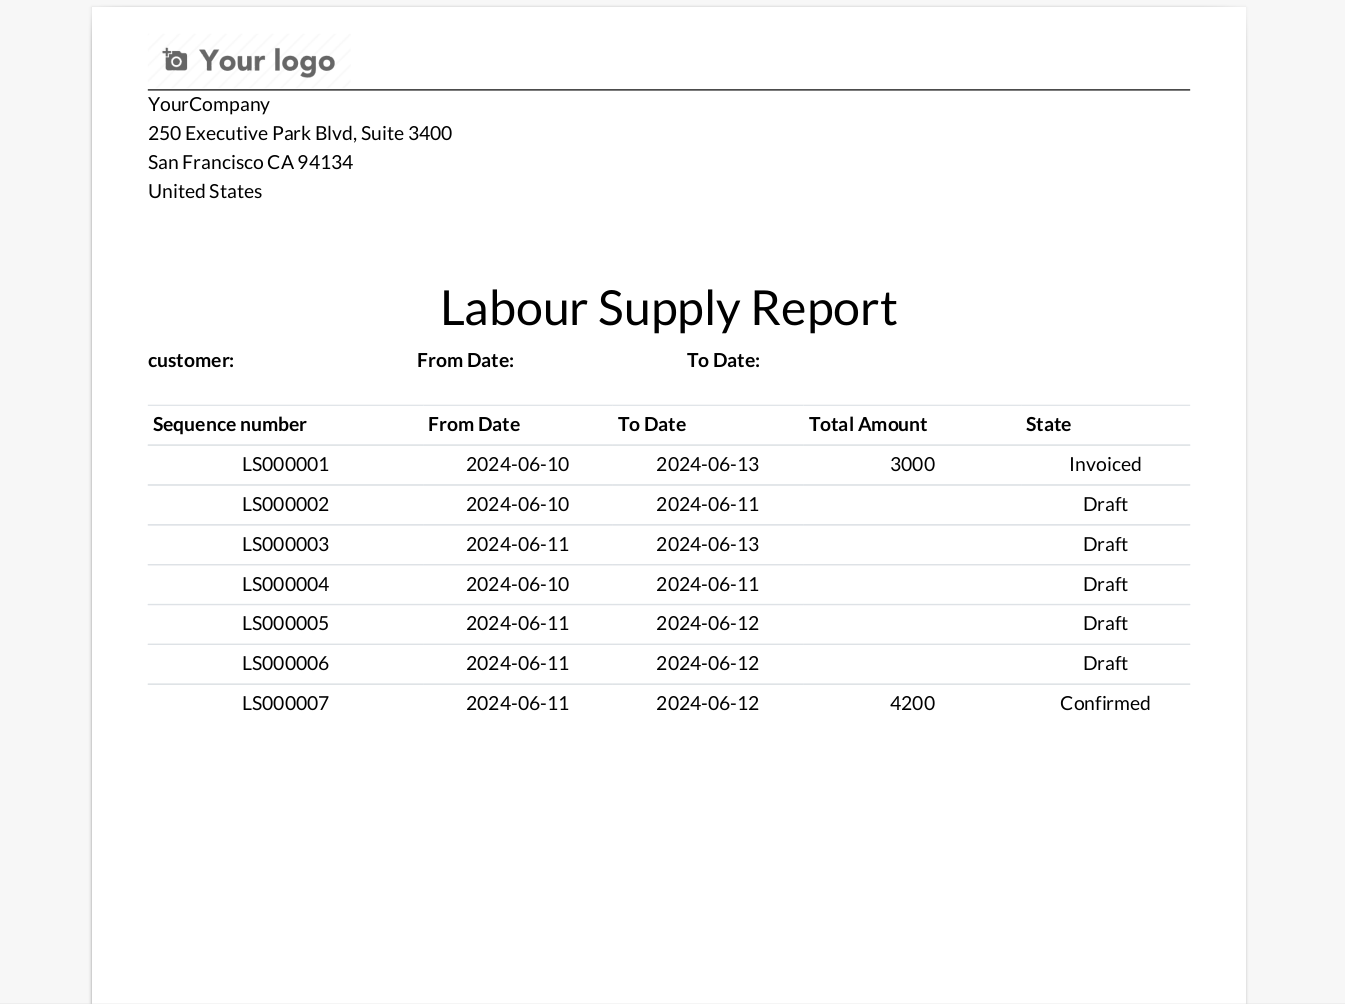 Your logo
YourCompany
250 Executive Park Blvd, Suite 3400
San Francisco CA 94134
United States
Labour Supply Report
customer: From Date: To Date:
Sequence number From Date To Date Total Amount State
LS000001 2024-06-10 2024-06-13 3000 Invoiced
LS000002 2024-06-10 2024-06-11 Draft
LS000003 2024-06-11 2024-06-13 Draft
LS000004 2024-06-10 2024-06-11 Draft
LS000005 2024-06-11 2024-06-12 Draft
LS000006 2024-06-11 2024-06-12 Draft
LS000007 2024-06-11 2024-06-12 4200 Confirmed